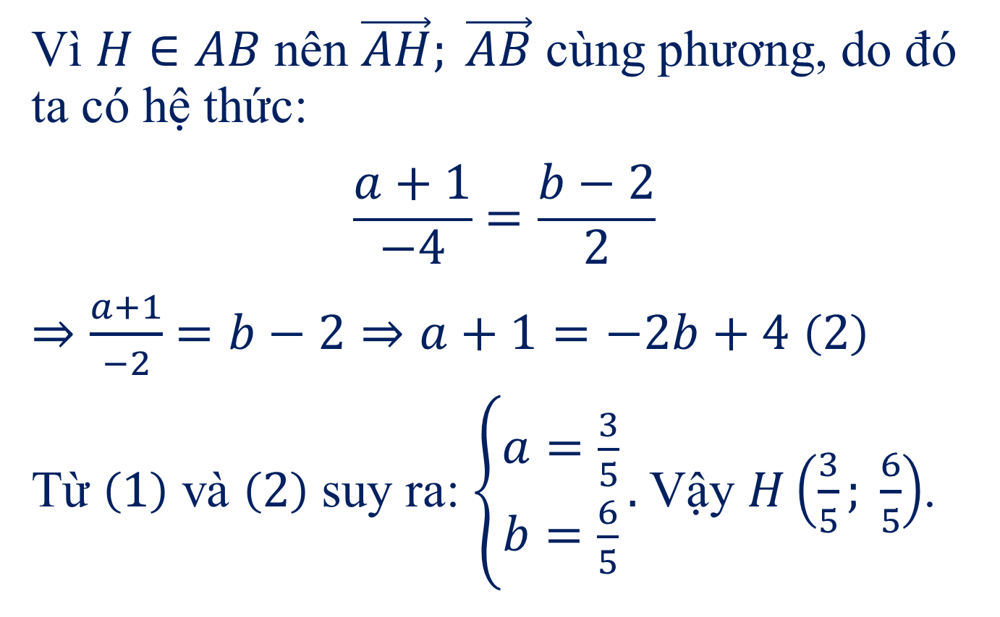 Vì $H \in AB$ nên $\overrightarrow{AH}$; $\overrightarrow{AB}$ cùng phương, do đó
ta có hệ thức:
$\frac{a+1}{-4} = \frac{b-2}{2}$
$\Rightarrow \frac{a+1}{-2} = b - 2 \Rightarrow a + 1 = -2b + 4\ (2)$
Từ (1) và (2) suy ra: $\begin{cases} a = \frac{3}{5} \\ b = \frac{6}{5} \end{cases}$. Vậy $H\left(\frac{3}{5};\ \frac{6}{5}\right)$.